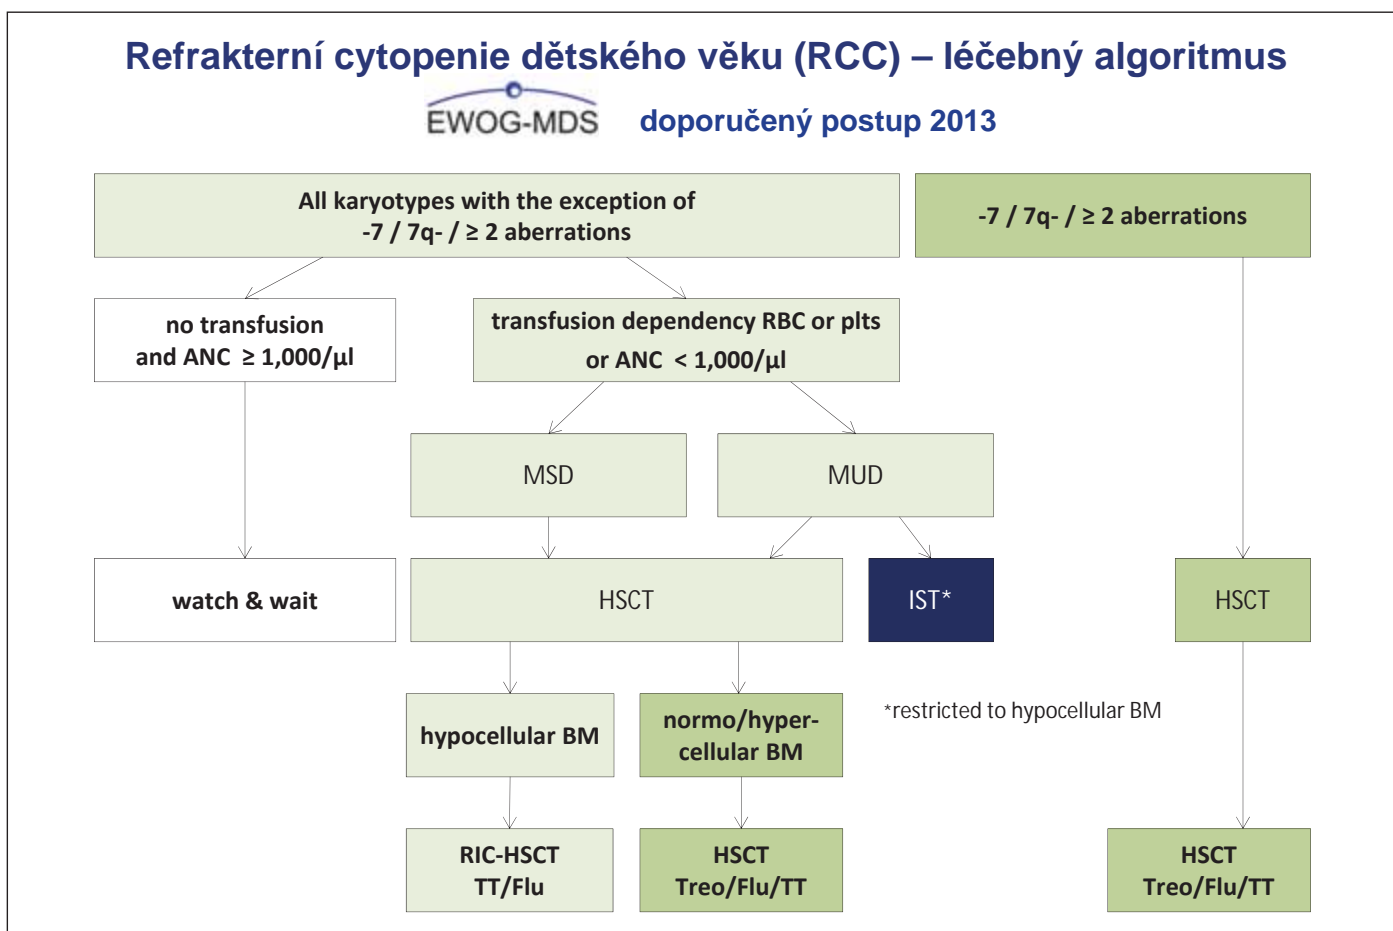 Refrakterní cytopenie dětského věku (RCC) – léčebný algoritmus
EWOG-MDS doporučený postup 2013
All karyotypes with the exception of
-7 / 7q- / ≥ 2 aberrations
-7 / 7q- / ≥ 2 aberrations
no transfusion
and ANC ≥ 1,000/µl
transfusion dependency RBC or plts
or ANC < 1,000/µl
MSD
MUD
watch & wait
HSCT
IST*
HSCT
hypocellular BM
normo/hyper-
cellular BM
*restricted to hypocellular BM
RIC-HSCT
TT/Flu
HSCT
Treo/Flu/TT
HSCT
Treo/Flu/TT